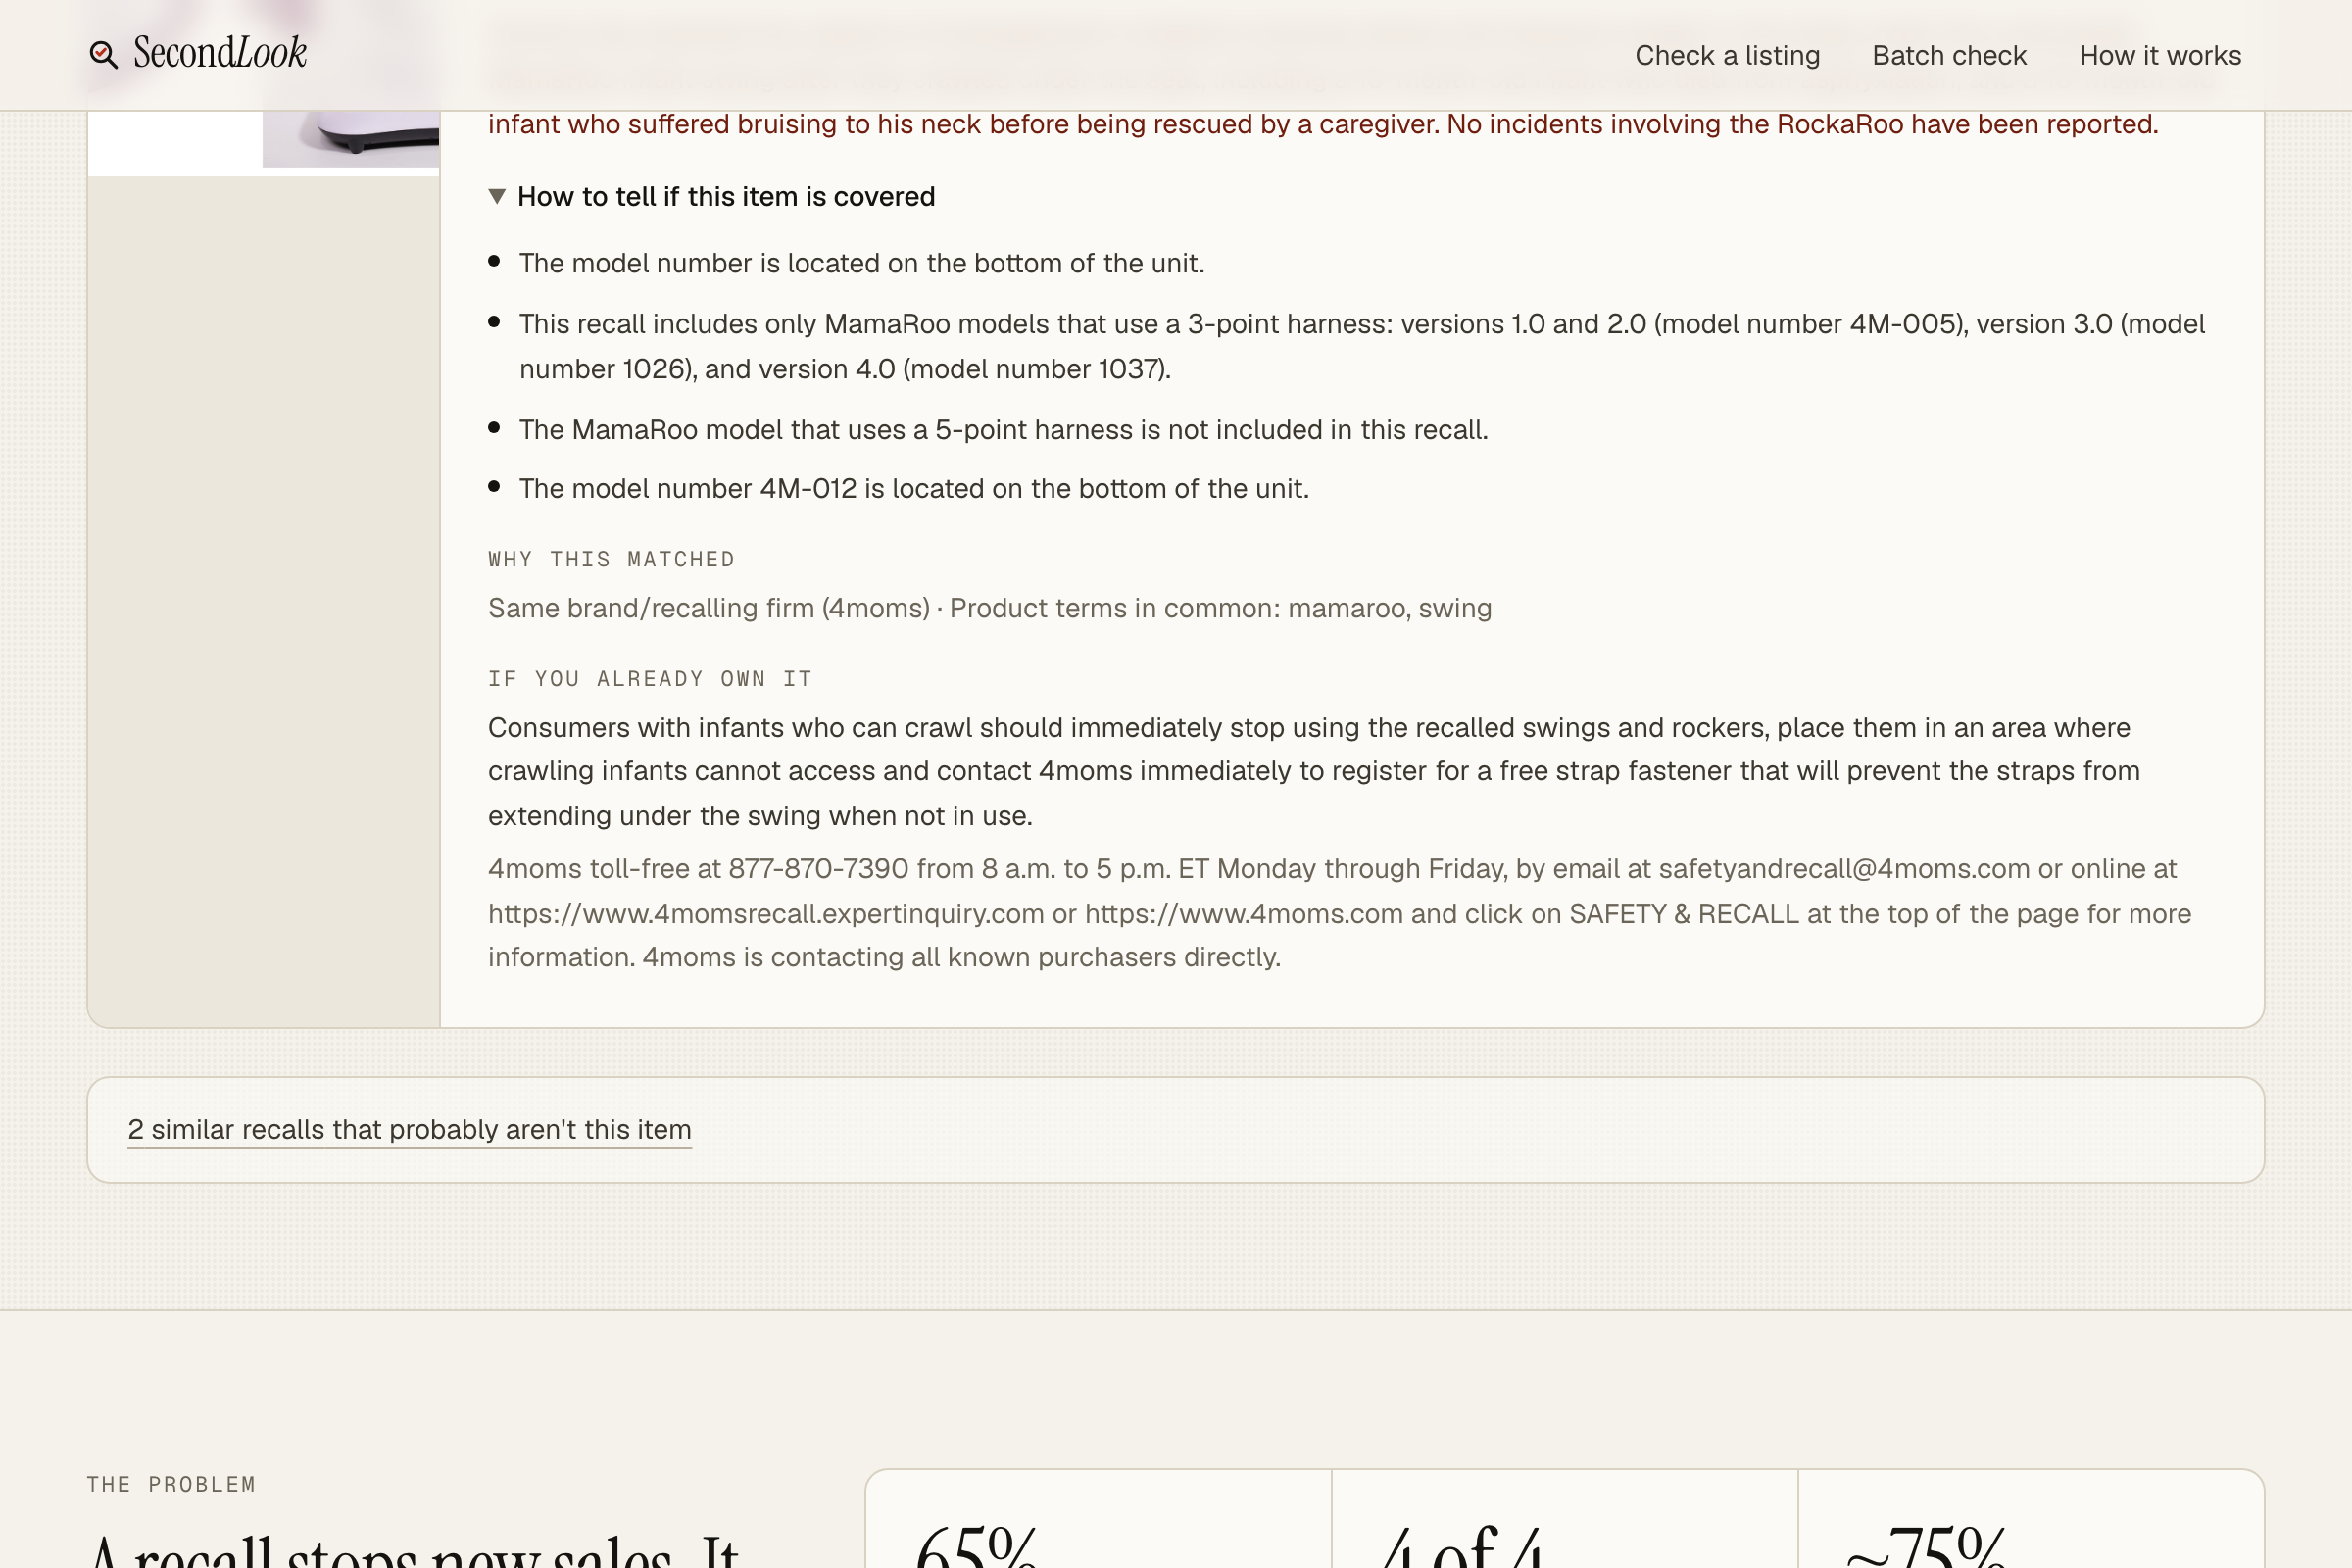 SecondLook
Check a listing
Batch check
How it works
infant who suffered bruising to his neck before being rescued by a caregiver. No incidents involving the RockaRoo have been reported.
▼ How to tell if this item is covered
• The model number is located on the bottom of the unit.
• This recall includes only MamaRoo models that use a 3-point harness: versions 1.0 and 2.0 (model number 4M-005), version 3.0 (model
number 1026), and version 4.0 (model number 1037).
• The MamaRoo model that uses a 5-point harness is not included in this recall.
• The model number 4M-012 is located on the bottom of the unit.
WHY THIS MATCHED
Same brand/recalling firm (4moms) · Product terms in common: mamaroo, swing
IF YOU ALREADY OWN IT
Consumers with infants who can crawl should immediately stop using the recalled swings and rockers, place them in an area where
crawling infants cannot access and contact 4moms immediately to register for a free strap fastener that will prevent the straps from
extending under the swing when not in use.
4moms toll-free at 877-870-7390 from 8 a.m. to 5 p.m. ET Monday through Friday, by email at safetyandrecall@4moms.com or online at
https://www.4momsrecall.expertinquiry.com or https://www.4moms.com and click on SAFETY & RECALL at the top of the page for more
information. 4moms is contacting all known purchasers directly.
2 similar recalls that probably aren't this item
THE PROBLEM
A recall stops new sales. It
65%
4 of 4
~75%